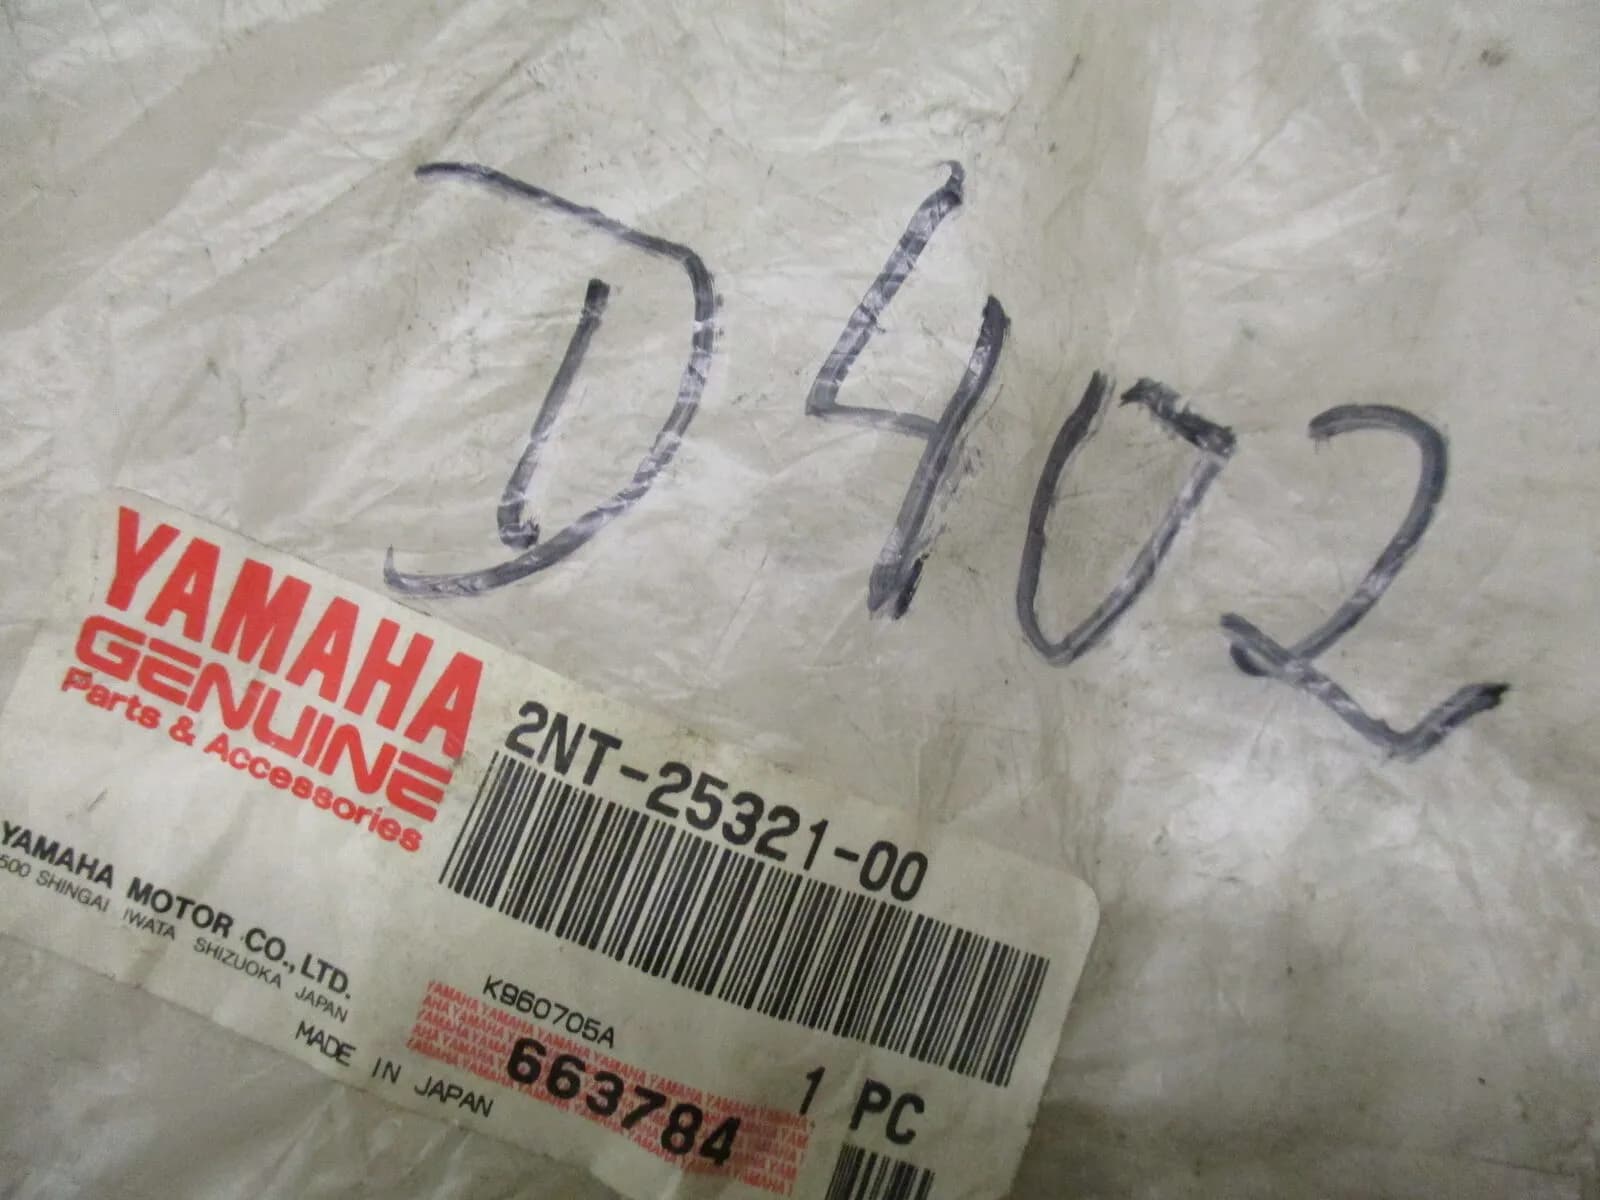 D402
YAMAHA
GENUINE
Parts & Accessories
2NT-25321-00
YAMAHA MOTOR CO., LTD.
2500 SHINGAI IWATA SHIZUOKA JAPAN
MADE IN JAPAN
K960705A
663784
1 PC